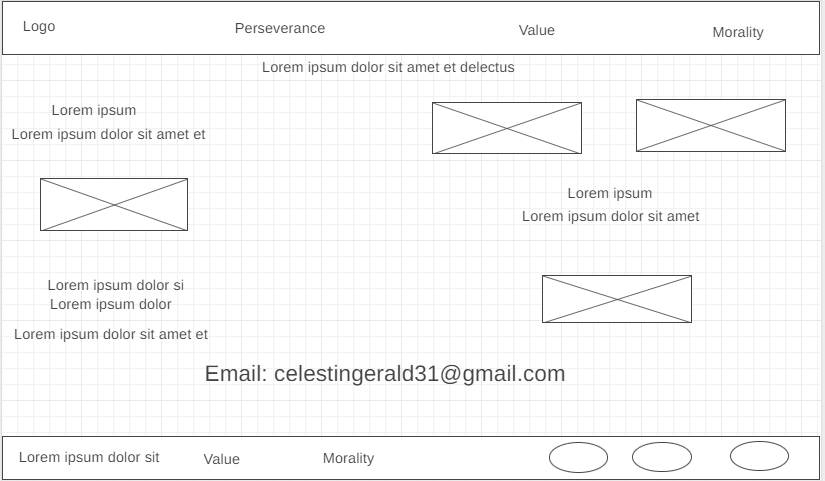 Logo
Perseverance
Value
Morality
Lorem ipsum dolor sit amet et delectus
Lorem ipsum
Lorem ipsum dolor sit amet et
Lorem ipsum
Lorem ipsum dolor sit amet
Lorem ipsum dolor si
Lorem ipsum dolor
Lorem ipsum dolor sit amet et
Email: celestingerald31@gmail.com
Lorem ipsum dolor sit
Value
Morality